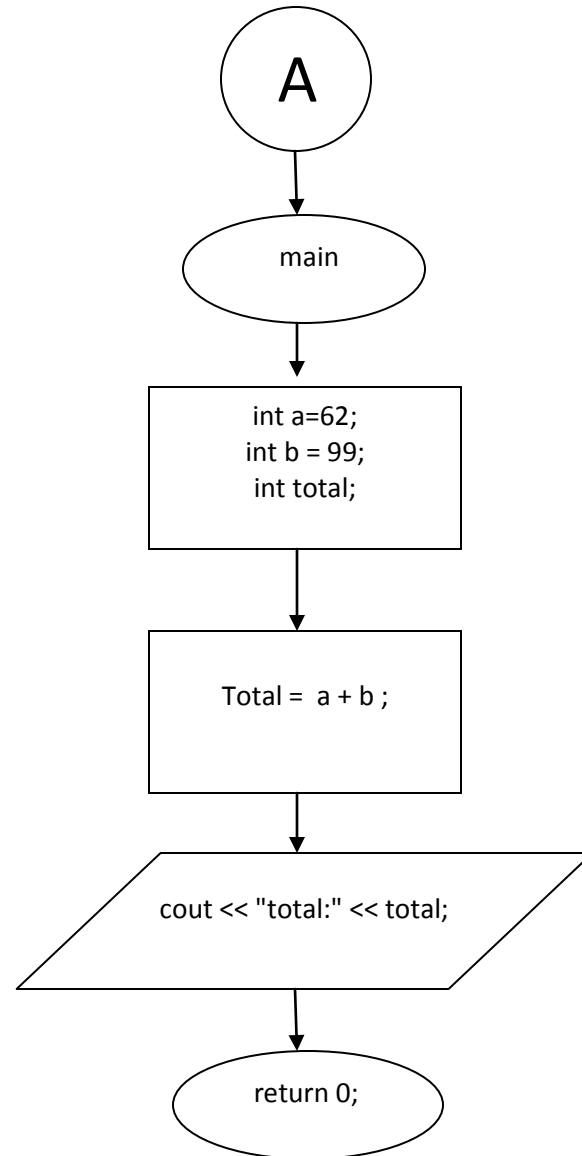 A
main
int a=62;
int b = 99;
int total;
Total =  a + b ;
cout << "total:" << total;
return 0;